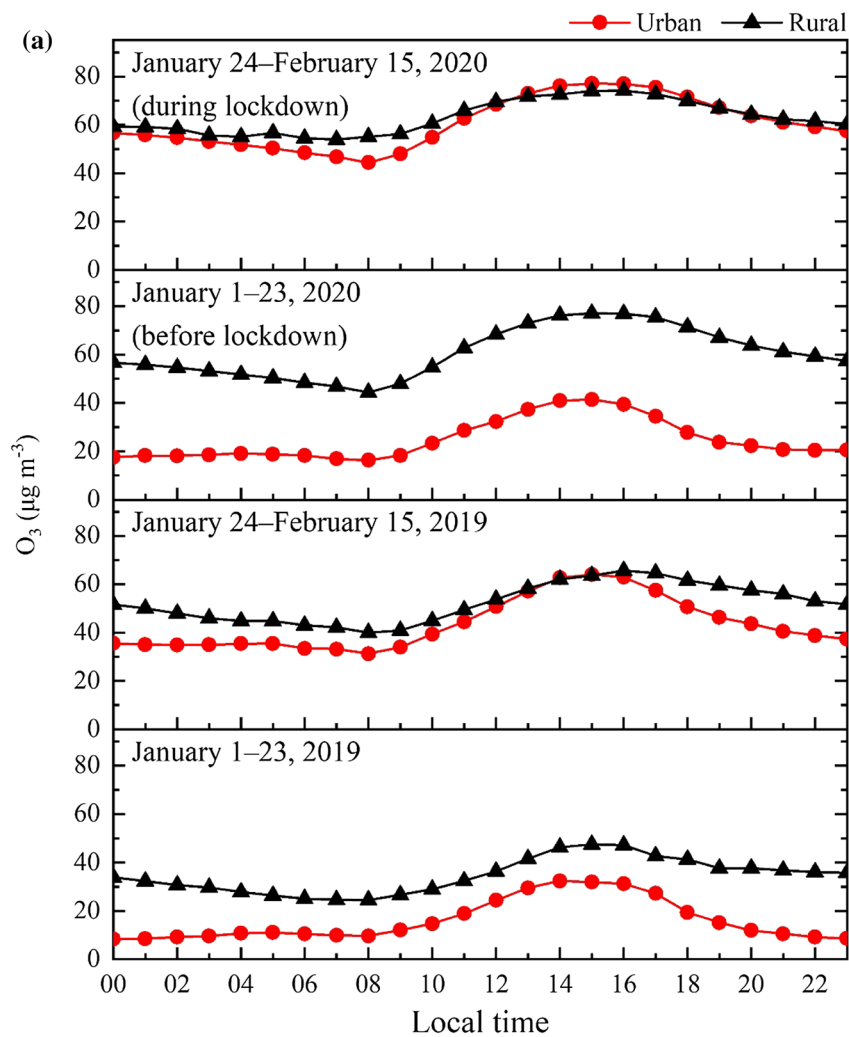 Urban Rural
(a)
January 24–February 15, 2020
(during lockdown)
80
60
40
20
0
January 1–23, 2020
(before lockdown)
80
60
40
20
0
January 24–February 15, 2019
80
60
40
20
0
January 1–23, 2019
80
60
40
20
0
O₃ (µg m⁻³)
00 02 04 06 08 10 12 14 16 18 20 22
Local time